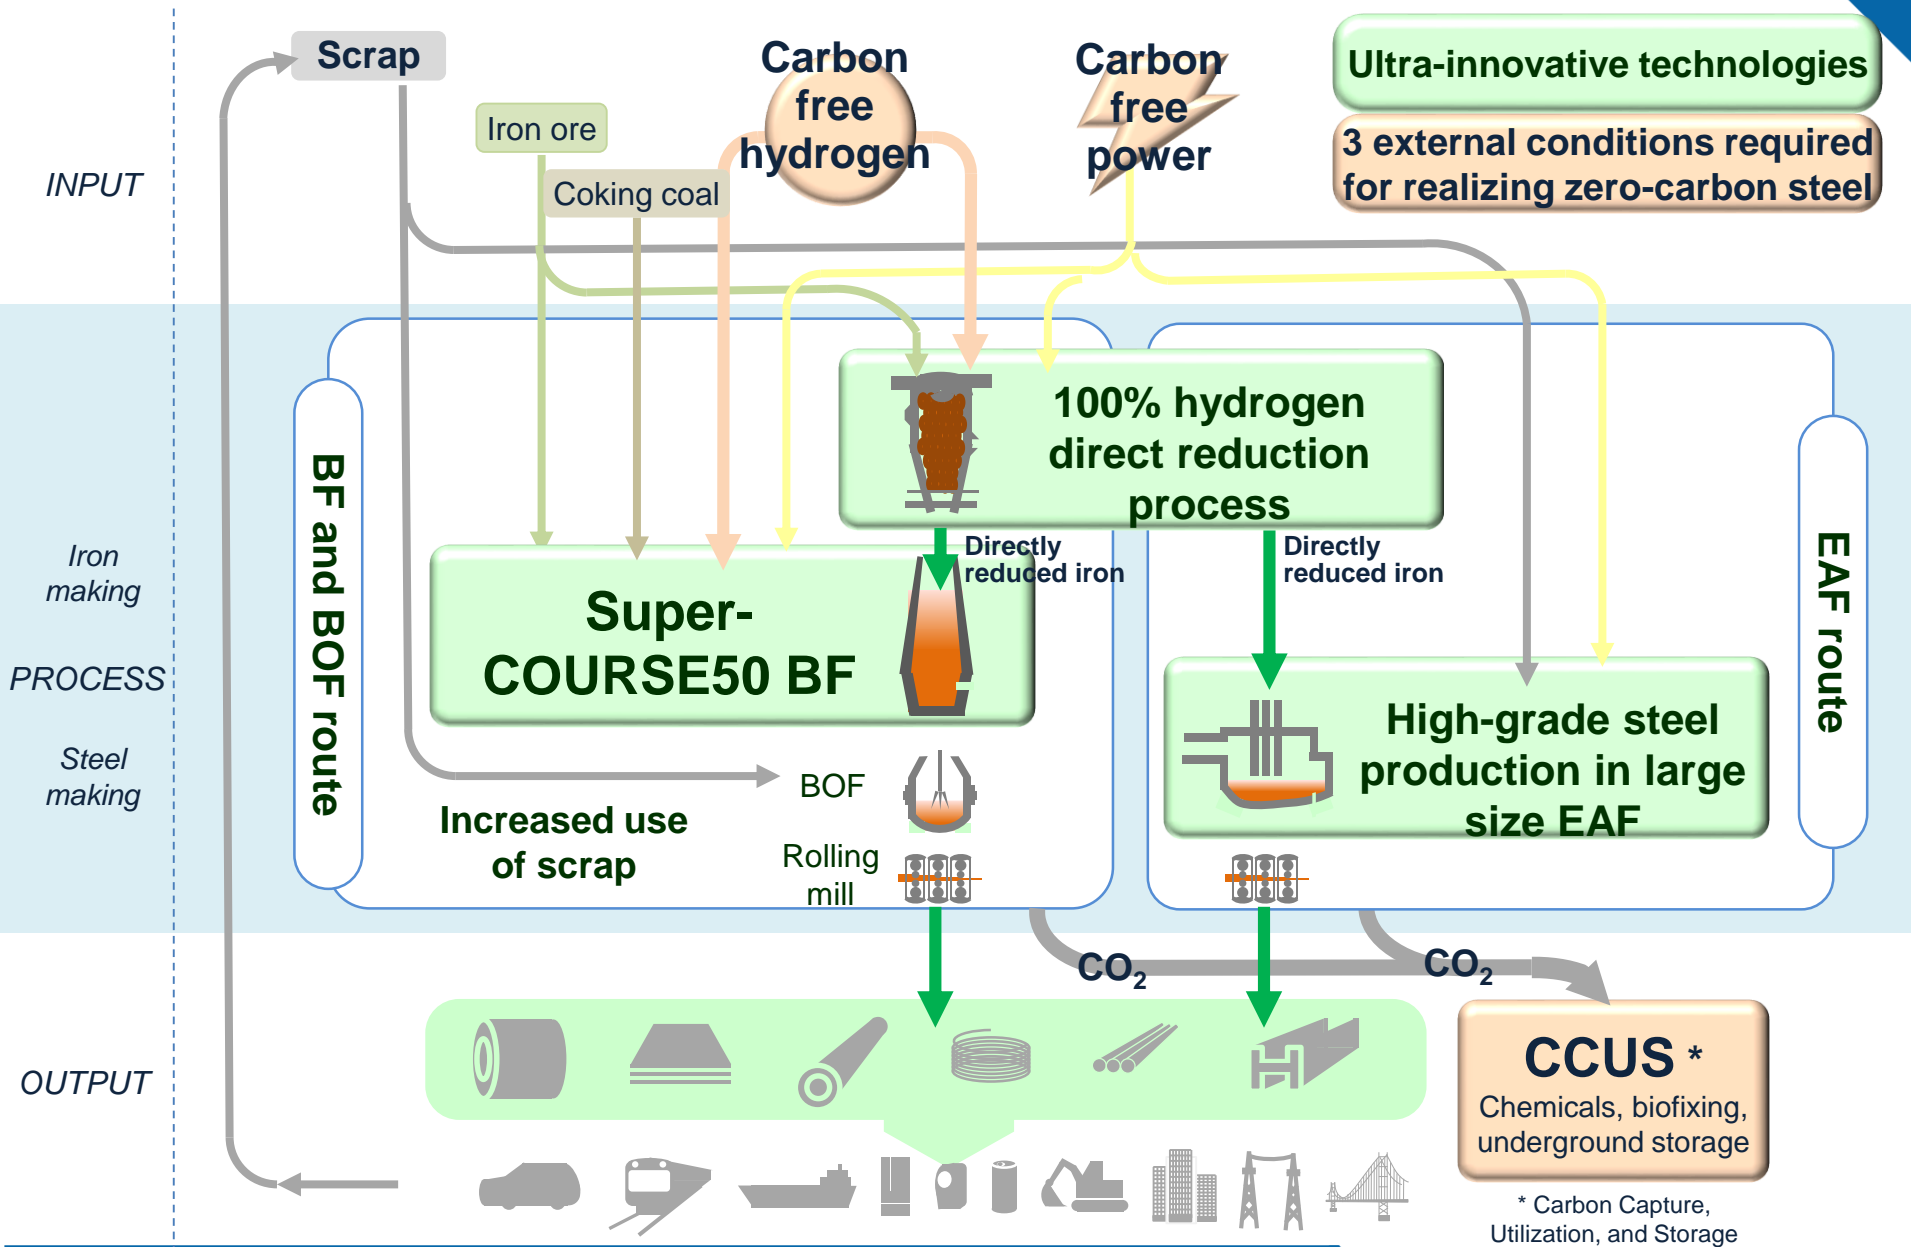 Scrap
Carbon
free
hydrogen
Carbon
free
power
Ultra-innovative technologies
3 external conditions required
for realizing zero-carbon steel
Iron ore
Coking coal
INPUT
100% hydrogen
direct reduction
process
BF and BOF route
EAF route
Directly
reduced iron
Directly
reduced iron
Iron
making
PROCESS
Steel
making
Super-
COURSE50 BF
High-grade steel
production in large
size EAF
BOF
Increased use
of scrap
Rolling
mill
CO2
CO2
OUTPUT
CCUS *
Chemicals, biofixing,
underground storage
* Carbon Capture,
Utilization, and Storage